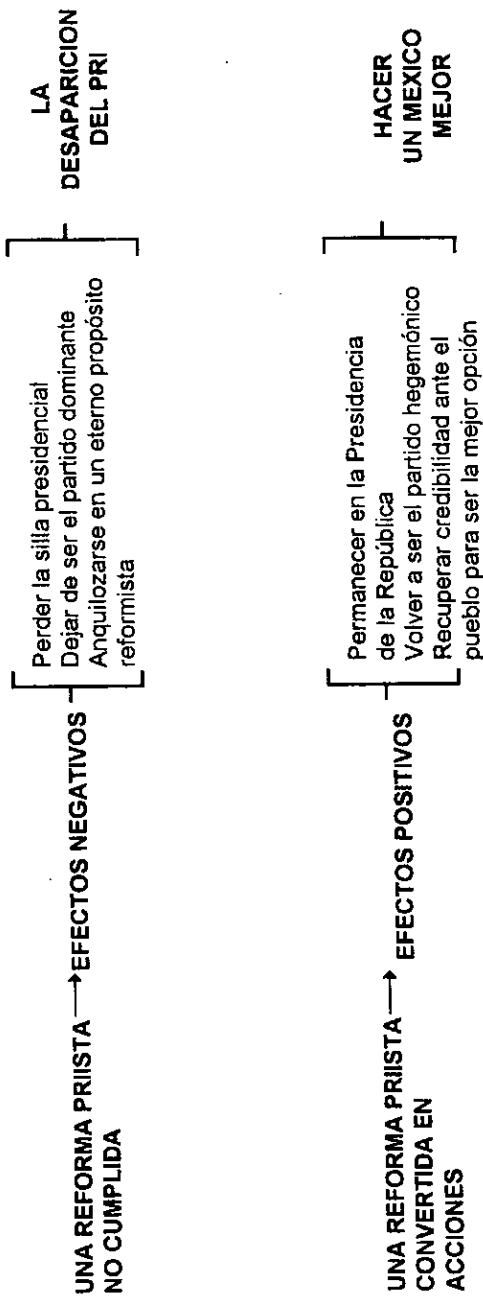 UNA REFORMA PRIISTA
NO CUMPLIDA
EFECTOS NEGATIVOS
Perder la silla presidencial
Dejar de ser el partido dominante
Anquilozarse en un eterno propósito
reformista
LA
DESAPARICION
DEL PRI
UNA REFORMA PRIISTA
CONVERTIDA EN
ACCIONES
EFECTOS POSITIVOS
Permanecer en la Presidencia
de la República
Volver a ser el partido hegemónico
Recuperar credibilidad ante el
pueblo para ser la mejor opción
HACER
UN MEXICO
MEJOR